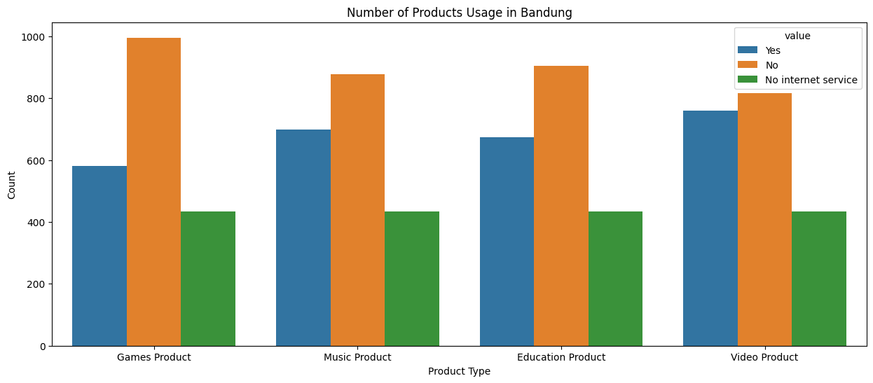 Number of Products Usage in Bandung
value
Yes
No
No internet service
1000
800
600
400
200
0
Count
Games Product
Music Product
Education Product
Video Product
Product Type